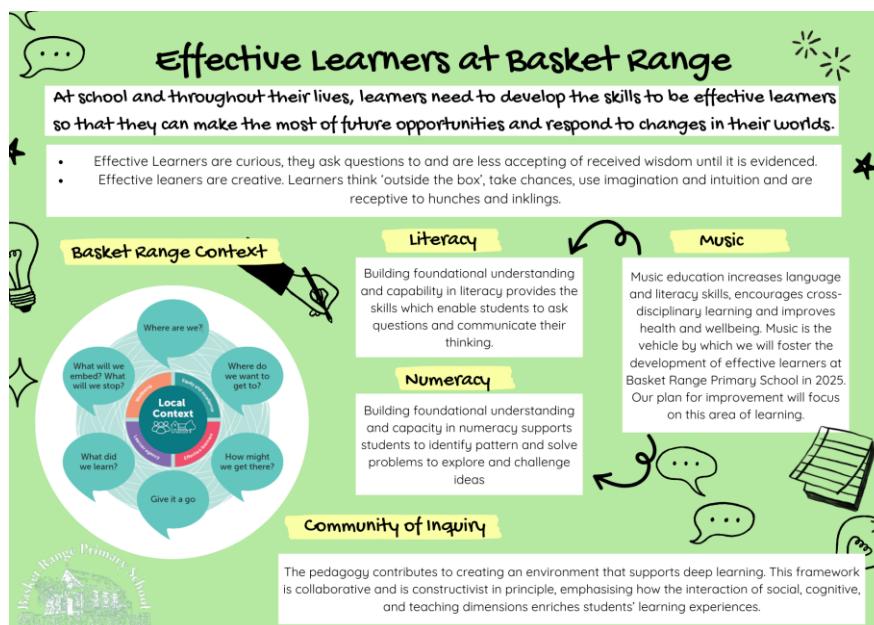 Effective Learners at Basket Range
At school and throughout their lives, learners need to develop the skills to be effective learners
so that they can make the most of future opportunities and respond to changes in their worlds.
• Effective Learners are curious, they ask questions to and are less accepting of received wisdom until it is evidenced.
• Effective leaners are creative. Learners think 'outside the box', take chances, use imagination and intuition and are
receptive to hunches and inklings.
Basket Range Context
Where are we?
Where do
we want to
get to?
How might
we get there?
Give it a go
What did
we learn?
What will we
embed? What
will we stop?
Wellbeing
Equity and excellence
Effective learners
Learner agency
Local
Context
Literacy
Building foundational understanding
and capability in literacy provides the
skills which enable students to ask
questions and communicate their
thinking.
Numeracy
Building foundational understanding
and capacity in numeracy supports
students to identify pattern and solve
problems to explore and challenge
ideas
Music
Music education increases language
and literacy skills, encourages cross-
disciplinary learning and improves
health and wellbeing. Music is the
vehicle by which we will foster the
development of effective learners at
Basket Range Primary School in 2025.
Our plan for improvement will focus
on this area of learning.
Community of Inquiry
The pedagogy contributes to creating an environment that supports deep learning. This framework
is collaborative and is constructivist in principle, emphasising how the interaction of social, cognitive,
and teaching dimensions enriches students' learning experiences.
Basket Range Primary School